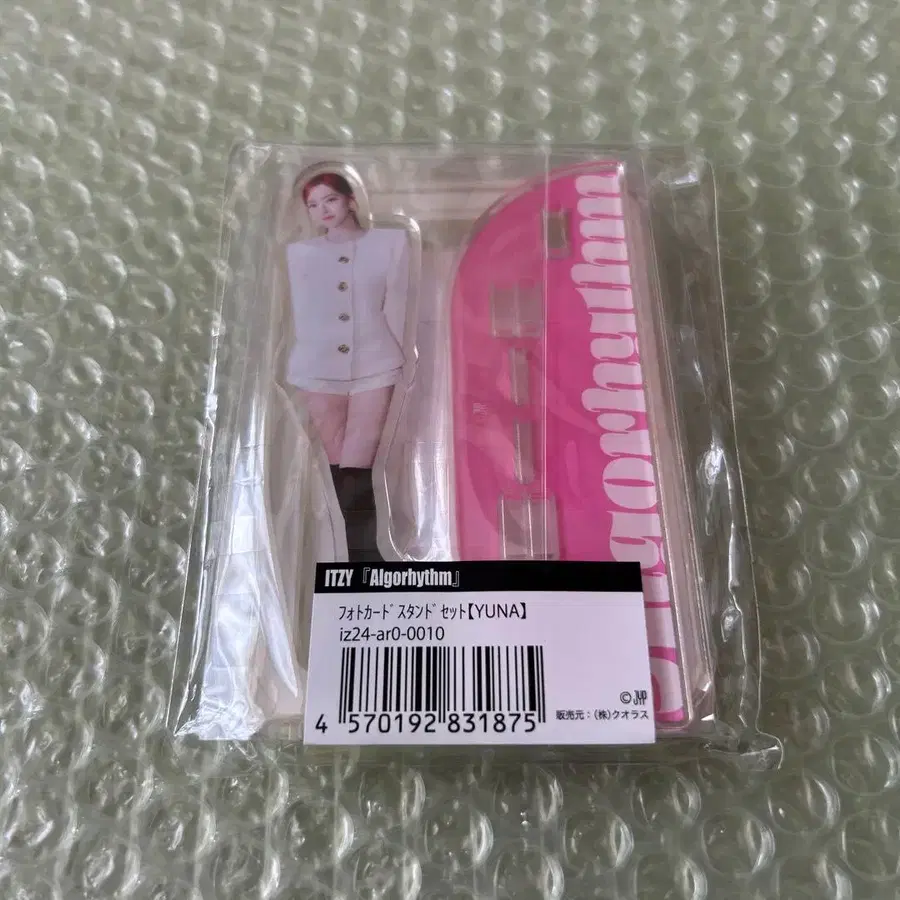 ITZY『Algorhythm』
フォトカードスタンドセット【YUNA】
iz24-ar0-0010
4 570192 831875
© JYP
販売元：(株)クオラス